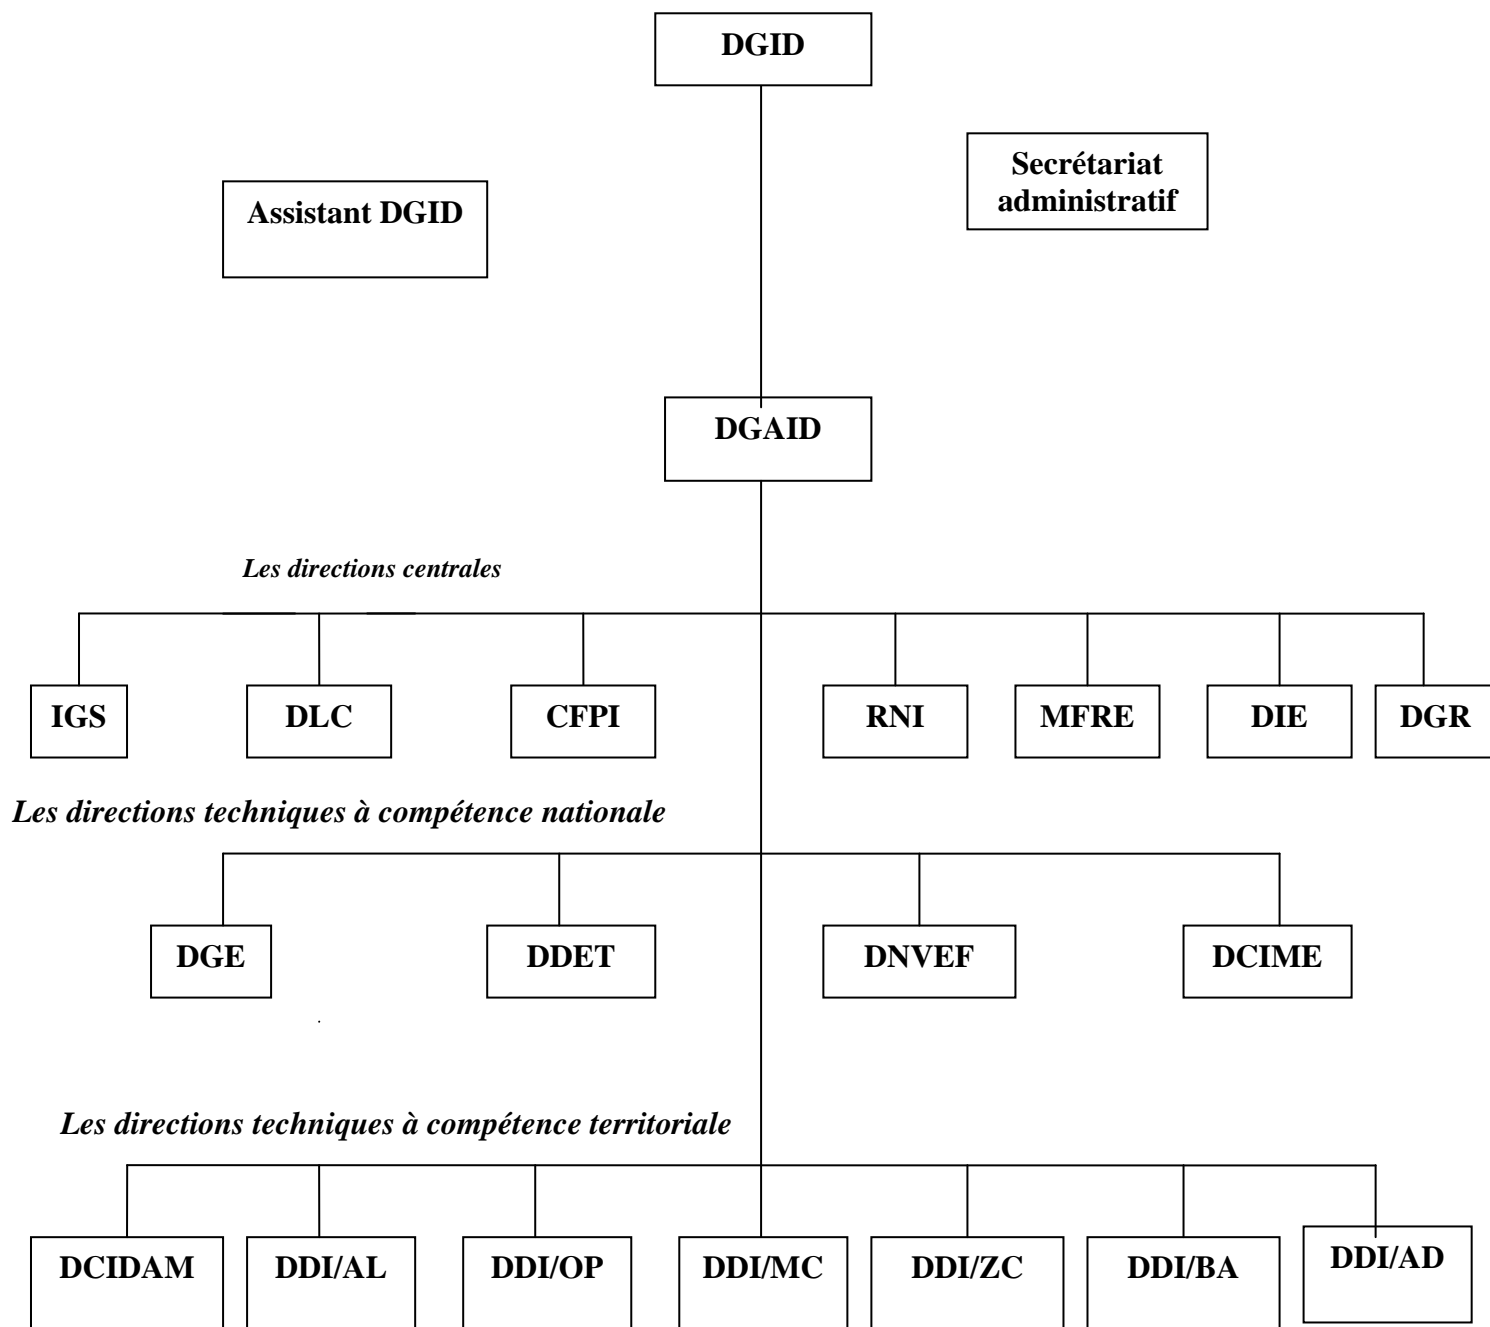 DGID
Secrétariat
administratif
Assistant DGID
DGAID
Les directions centrales
IGS
DLC
CFPI
RNI
MFRE
DIE
DGR
Les directions techniques à compétence nationale
DGE
DDET
DNVEF
DCIME
Les directions techniques à compétence territoriale
DCIDAM
DDI/AL
DDI/OP
DDI/MC
DDI/ZC
DDI/BA
DDI/AD